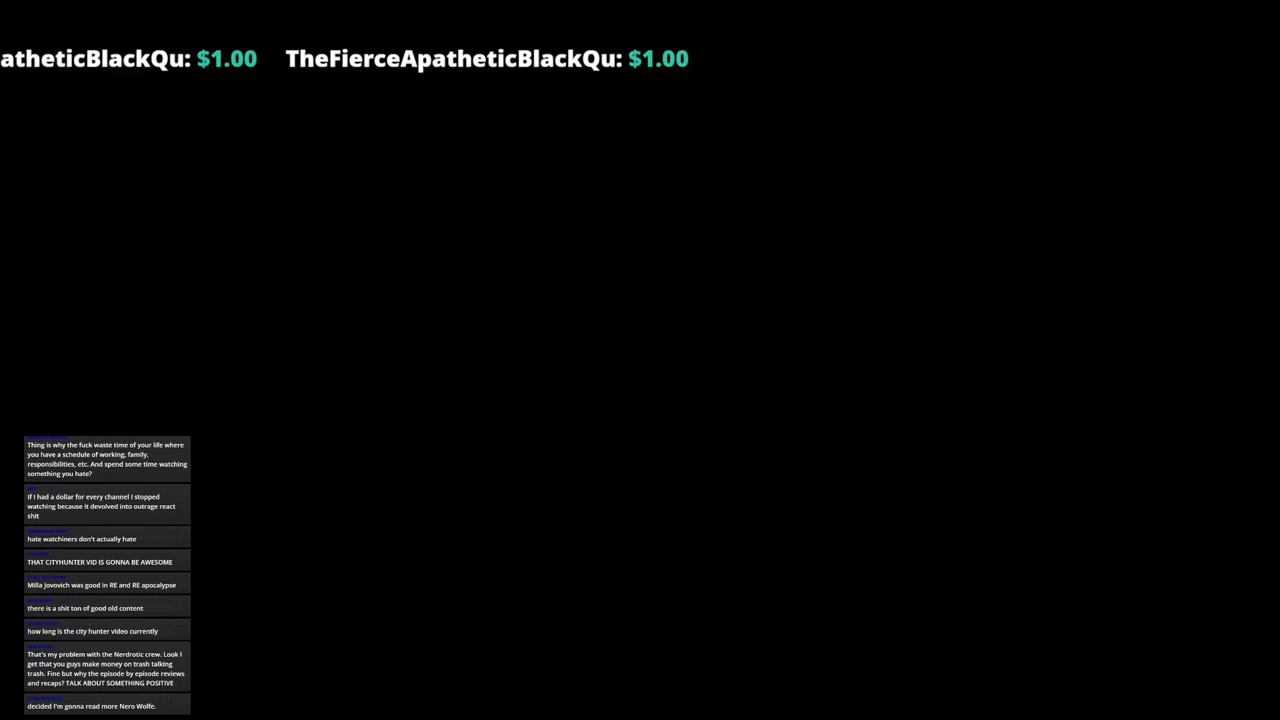 atheticBlackQu: $1.00 TheFierceApatheticBlackQu: $1.00
Thing is why the fuck waste time of your life where
you have a schedule of working, family,
responsibilities, etc. And spend some time watching
something you hate?
If I had a dollar for every channel I stopped
watching because it devolved into outrage react
shit
hate watchiners don't actually hate
THAT CITYHUNTER VID IS GONNA BE AWESOME
Milla Jovovich was good in RE and RE apocalypse
there is a shit ton of good old content
how long is the city hunter video currently
That's my problem with the Nerdrotic crew. Look I
get that you guys make money on trash talking
trash. Fine but why the episode by episode reviews
and recaps? TALK ABOUT SOMETHING POSITIVE
decided I'm gonna read more Nero Wolfe.